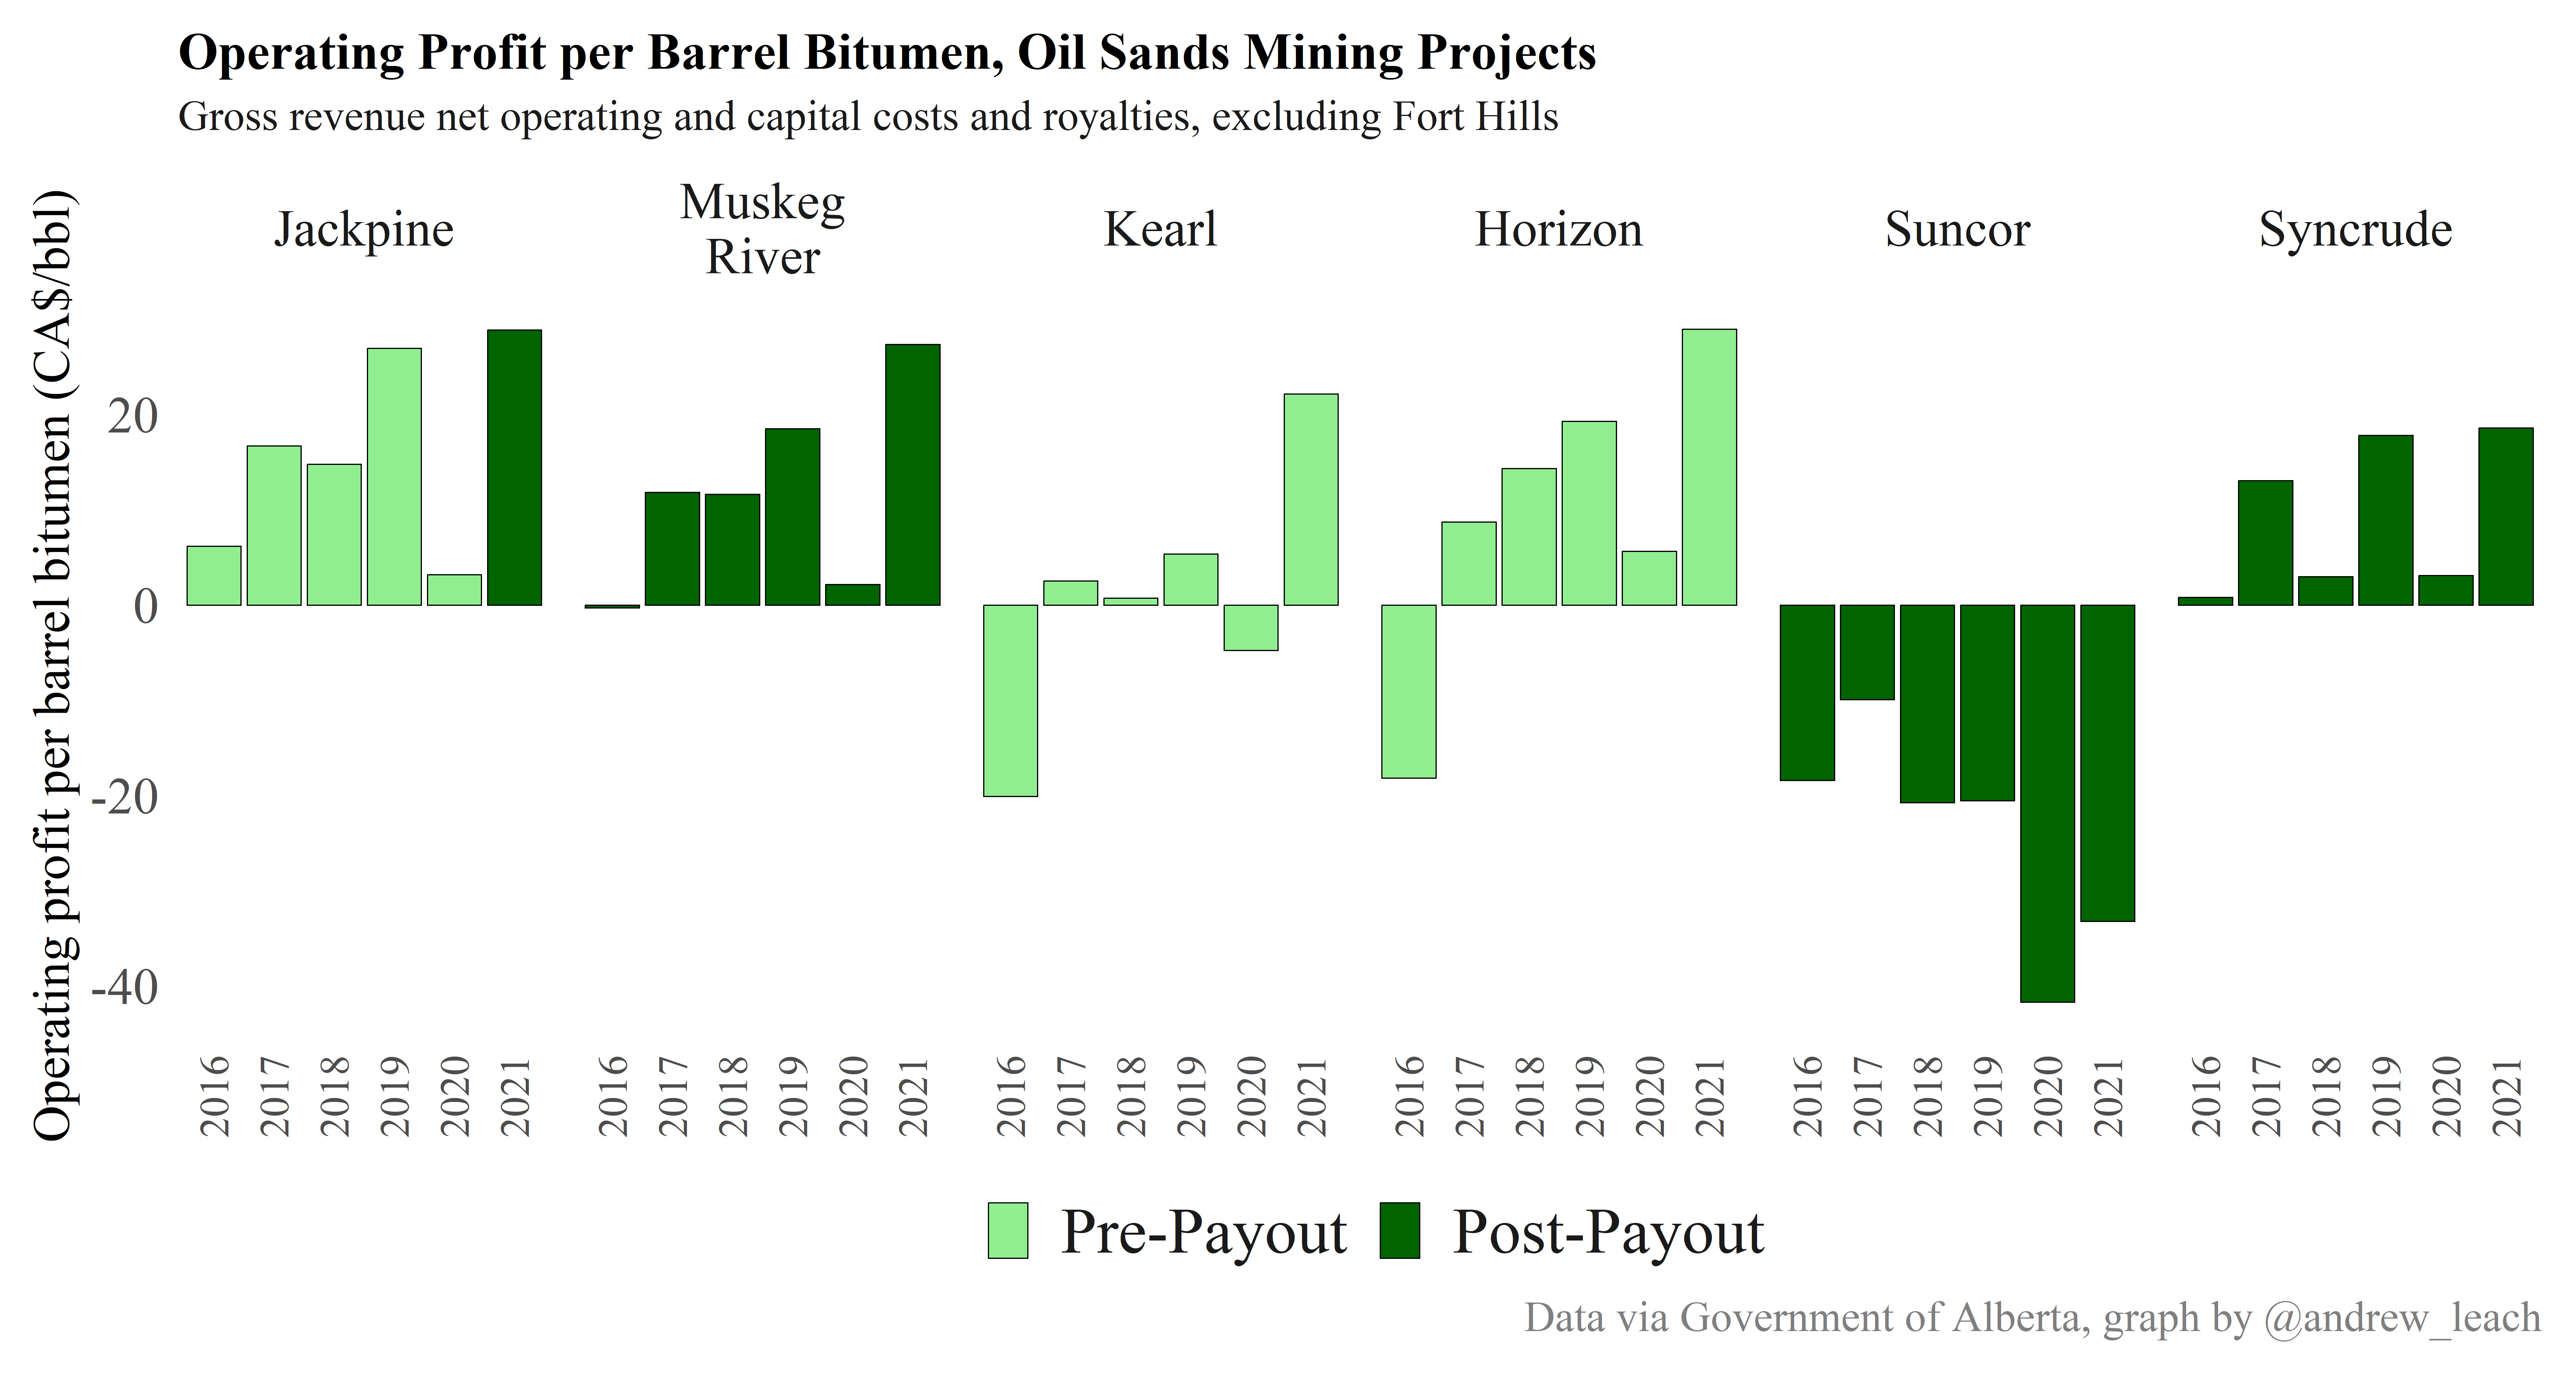 Operating Profit per Barrel Bitumen, Oil Sands Mining Projects
Gross revenue net operating and capital costs and royalties, excluding Fort Hills
Operating profit per barrel bitumen (CA$/bbl)
Jackpine
Muskeg
River
Kearl
Horizon
Suncor
Syncrude
20
0
-20
-40
2016 2017 2018 2019 2020 2021
2016 2017 2018 2019 2020 2021
2016 2017 2018 2019 2020 2021
2016 2017 2018 2019 2020 2021
2016 2017 2018 2019 2020 2021
2016 2017 2018 2019 2020 2021
Pre-Payout
Post-Payout
Data via Government of Alberta, graph by @andrew_leach